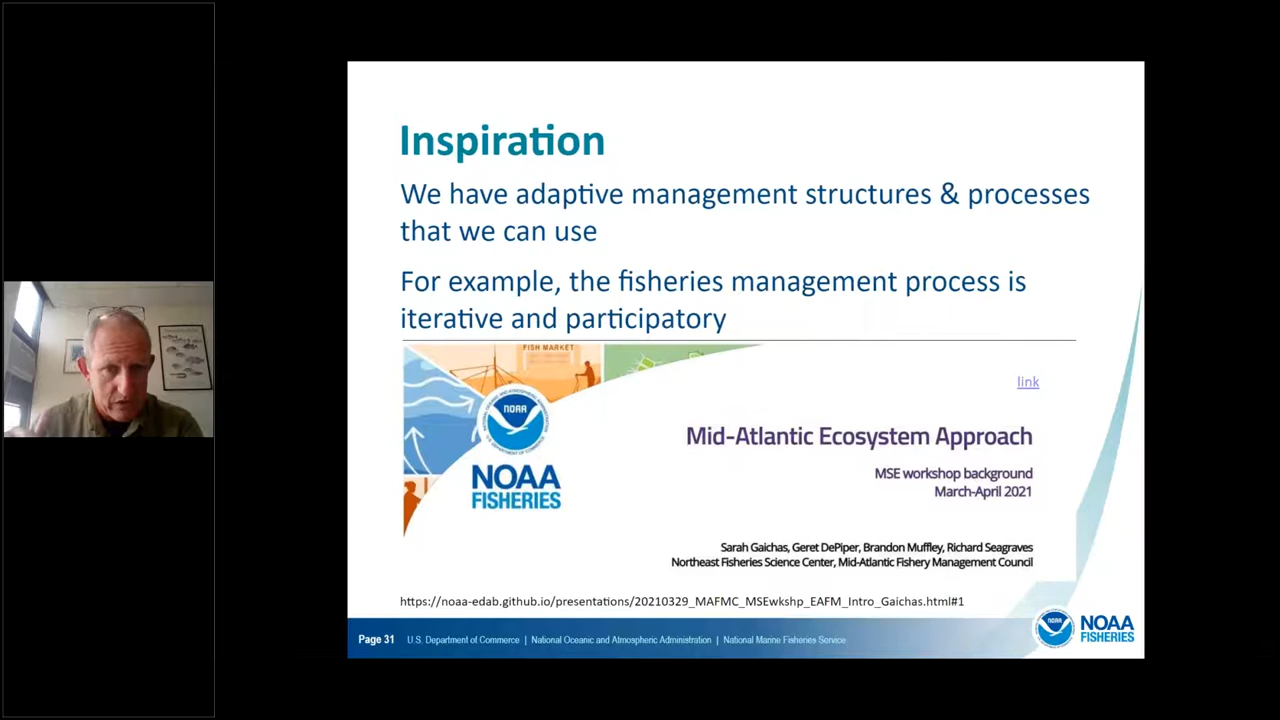 Inspiration
We have adaptive management structures & processes
that we can use
For example, the fisheries management process is
iterative and participatory
FISH MARKET
link
NOAA
Mid-Atlantic Ecosystem Approach
NOAA
FISHERIES
MSE workshop background
March-April 2021
Sarah Gaichas, Geret DePiper, Brandon Muffley, Richard Seagraves
Northeast Fisheries Science Center, Mid-Atlantic Fishery Management Council
https://noaa-edab.github.io/presentations/20210329_MAFMC_MSEwkshp_EAFM_Intro_Gaichas.html#1
Page 31 U.S. Department of Commerce | National Oceanic and Atmospheric Administration | National Marine Fisheries Service
NOAA
NOAA
FISHERIES